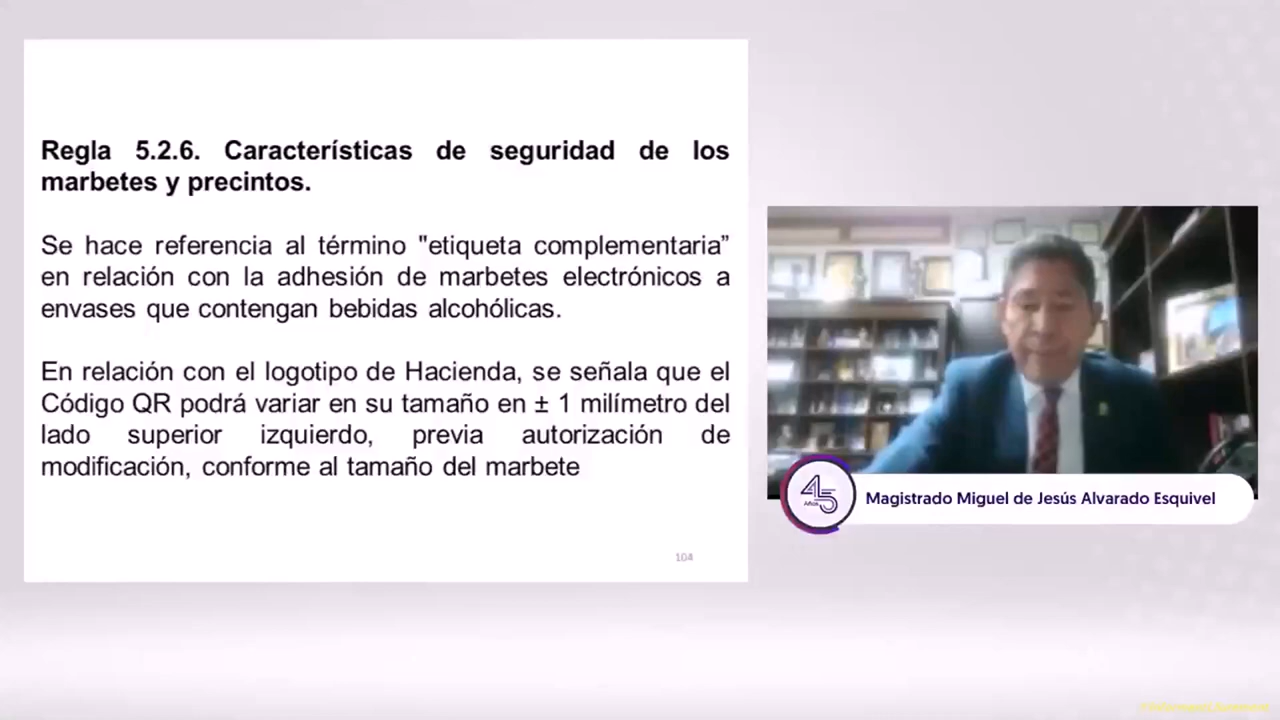 Regla 5.2.6. Características de seguridad de los
marbetes y precintos.
Se hace referencia al término "etiqueta complementaria”
en relación con la adhesión de marbetes electrónicos a
envases que contengan bebidas alcohólicas.
En relación con el logotipo de Hacienda, se señala que el
Código QR podrá variar en su tamaño en ± 1 milímetro del
lado superior izquierdo, previa autorización de
modificación, conforme al tamaño del marbete
104
45
Años
Magistrado Miguel de Jesús Alvarado Esquivel